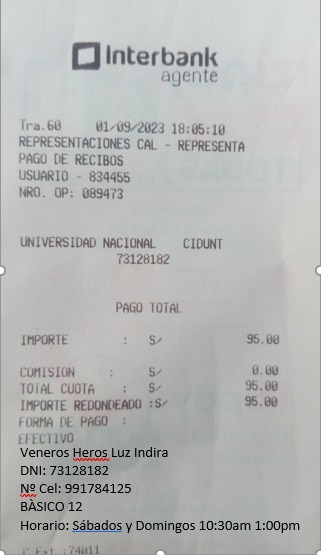 Interbank
agente
Tra.60 01/09/2023 18:05:10
REPRESENTACIONES CAL - REPRESENTA
PAGO DE RECIBOS
USUARIO - 834455
NRO. OP: 089473
UNIVERSIDAD NACIONAL CIDUNT
73128182
PAGO TOTAL
IMPORTE : S/ 95.00
COMISION : S/ 0.00
TOTAL CUOTA : S/ 95.00
IMPORTE REDONDEADO :S/ 95.00
FORMA DE PAGO :
EFECTIVO
Veneros Heros Luz Indira
DNI: 73128182
Nº Cel: 991784125
BÀSICO 12
Horario: Sábados y Domingos 10:30am 1:00pm
C Ext :74011